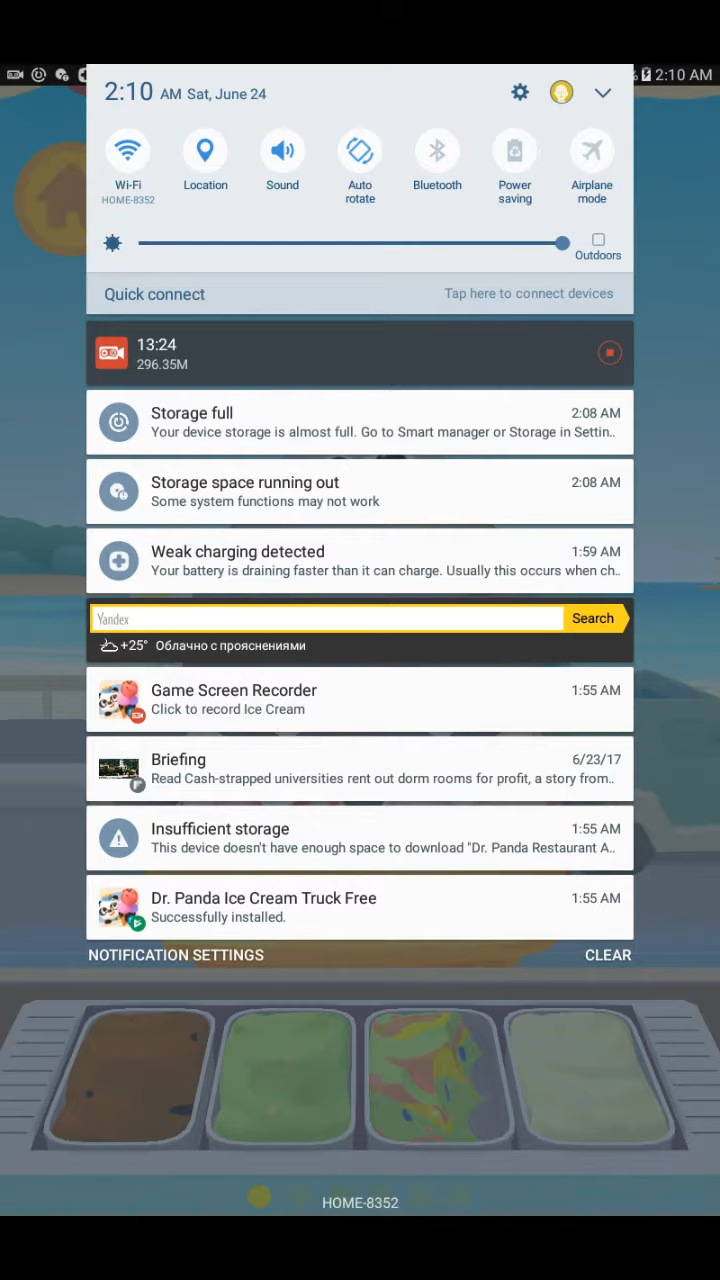 % 2:10 AM
2:10 AM Sat, June 24
Wi-Fi
HOME-8352
Location
Sound
Auto
rotate
Bluetooth
Power
saving
Airplane
mode
Outdoors
Quick connect
Tap here to connect devices
13:24
296.35M
Storage full 2:08 AM
Your device storage is almost full. Go to Smart manager or Storage in Settin..
Storage space running out 2:08 AM
Some system functions may not work
Weak charging detected 1:59 AM
Your battery is draining faster than it can charge. Usually this occurs when ch..
Yandex Search
+25° Облачно с прояснениями
Game Screen Recorder 1:55 AM
Click to record Ice Cream
Briefing 6/23/17
Read Cash-strapped universities rent out dorm rooms for profit, a story from..
Insufficient storage 1:55 AM
This device doesn't have enough space to download "Dr. Panda Restaurant A..
Dr. Panda Ice Cream Truck Free 1:55 AM
Successfully installed.
NOTIFICATION SETTINGS CLEAR
HOME-8352